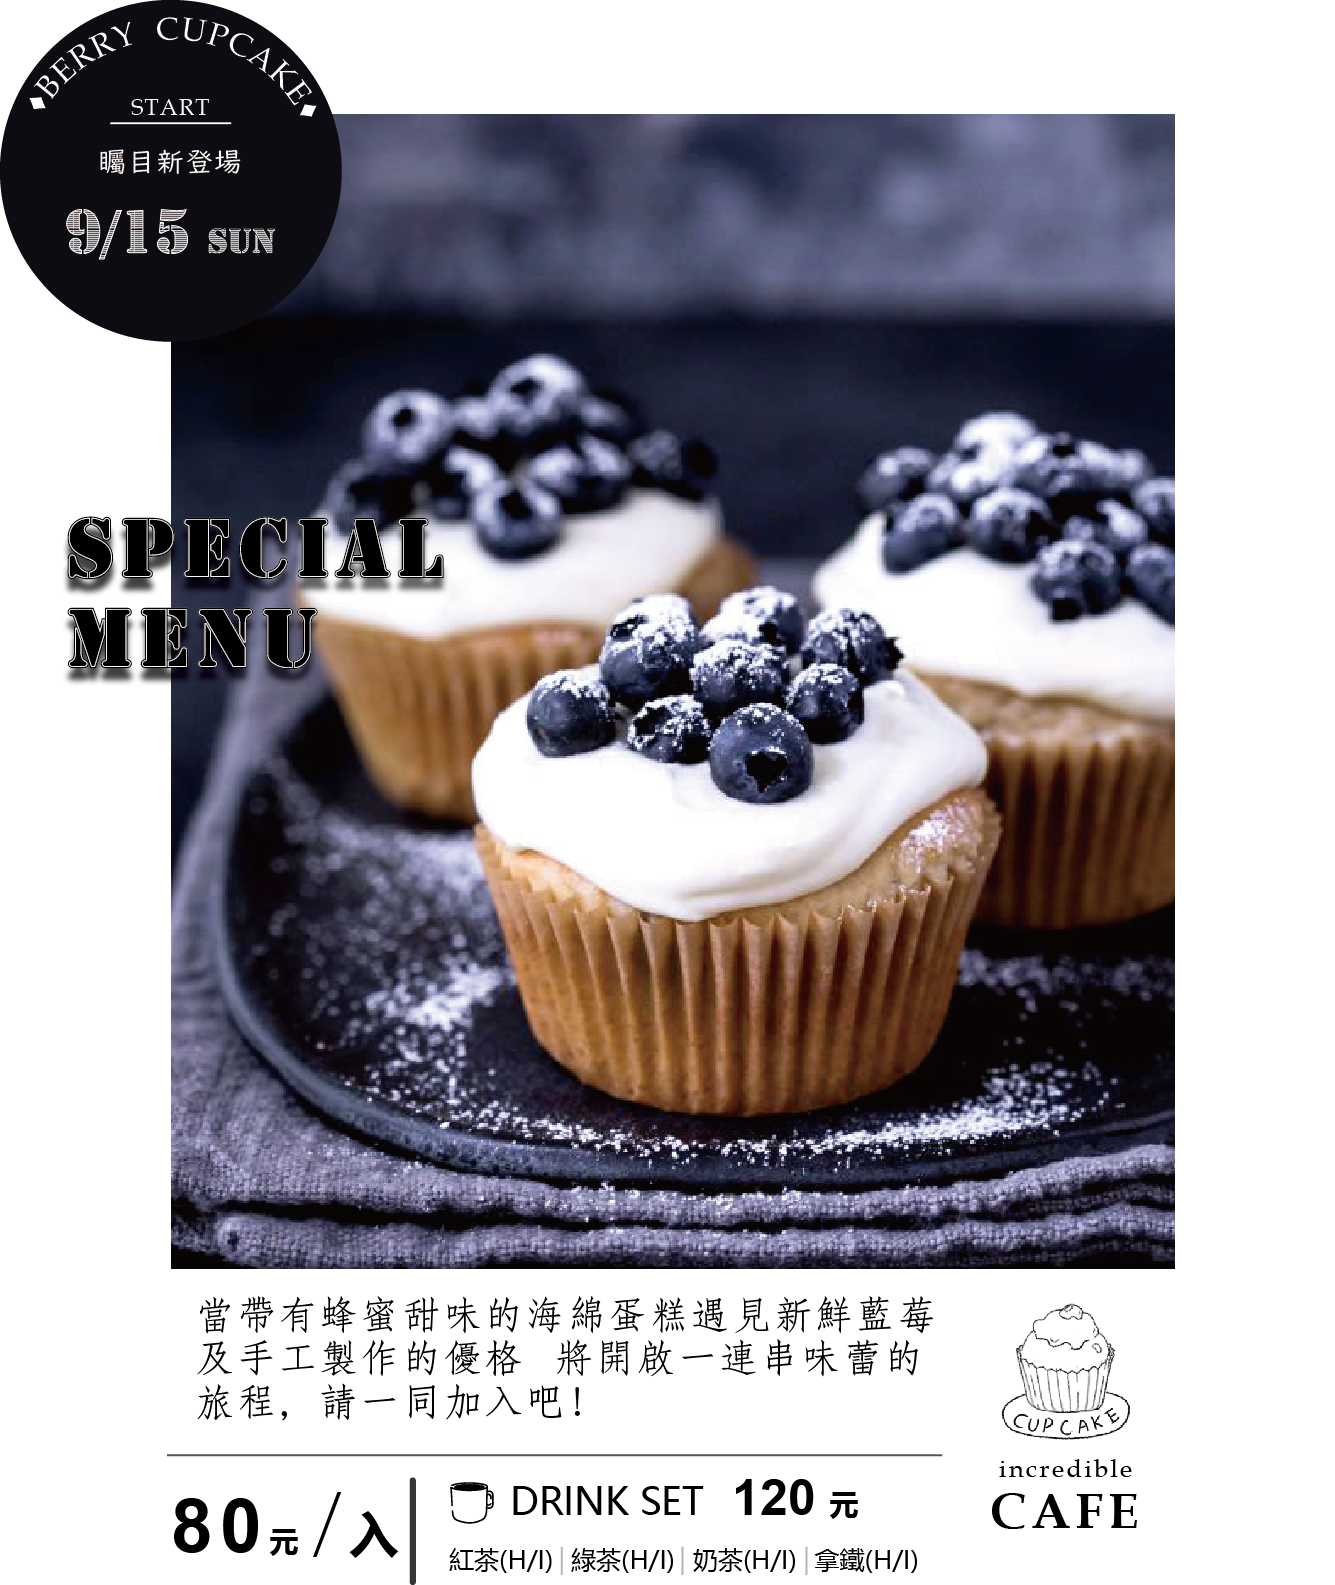 BERRY CUPCAKE
START
矚目新登場
9/15 SUN
SPECIAL
MENU
當帶有蜂蜜甜味的海綿蛋糕遇見新鮮藍莓
及手工製作的優格 將開啟一連串味蕾的
旅程, 請一同加入吧!
CUPCAKE
incredible
CAFE
80元/入
DRINK SET 120 元
紅茶(H/I)|綠茶(H/I)|奶茶(H/I)|拿鐵(H/I)